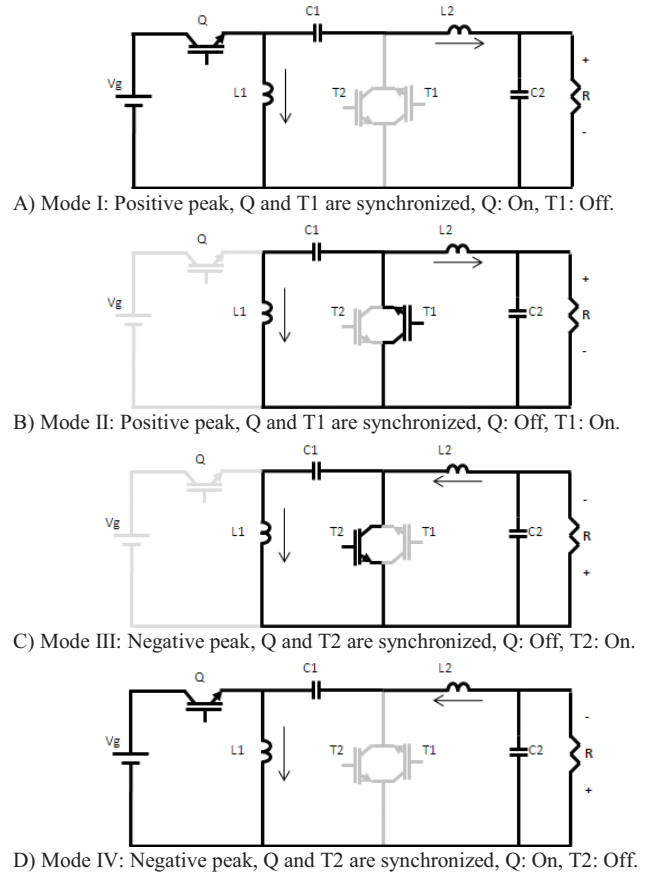 Q
C1
L2
Vg
L1
T2
T1
C2
+
R
-
A) Mode I: Positive peak, Q and T1 are synchronized, Q: On, T1: Off.
Q
C1
L2
Vg
L1
T2
T1
C2
+
R
-
B) Mode II: Positive peak, Q and T1 are synchronized, Q: Off, T1: On.
Q
C1
L2
Vg
L1
T2
T1
C2
-
R
+
C) Mode III: Negative peak, Q and T2 are synchronized, Q: Off, T2: On.
Q
C1
L2
Vg
L1
T2
T1
C2
-
R
+
D) Mode IV: Negative peak, Q and T2 are synchronized, Q: On, T2: Off.